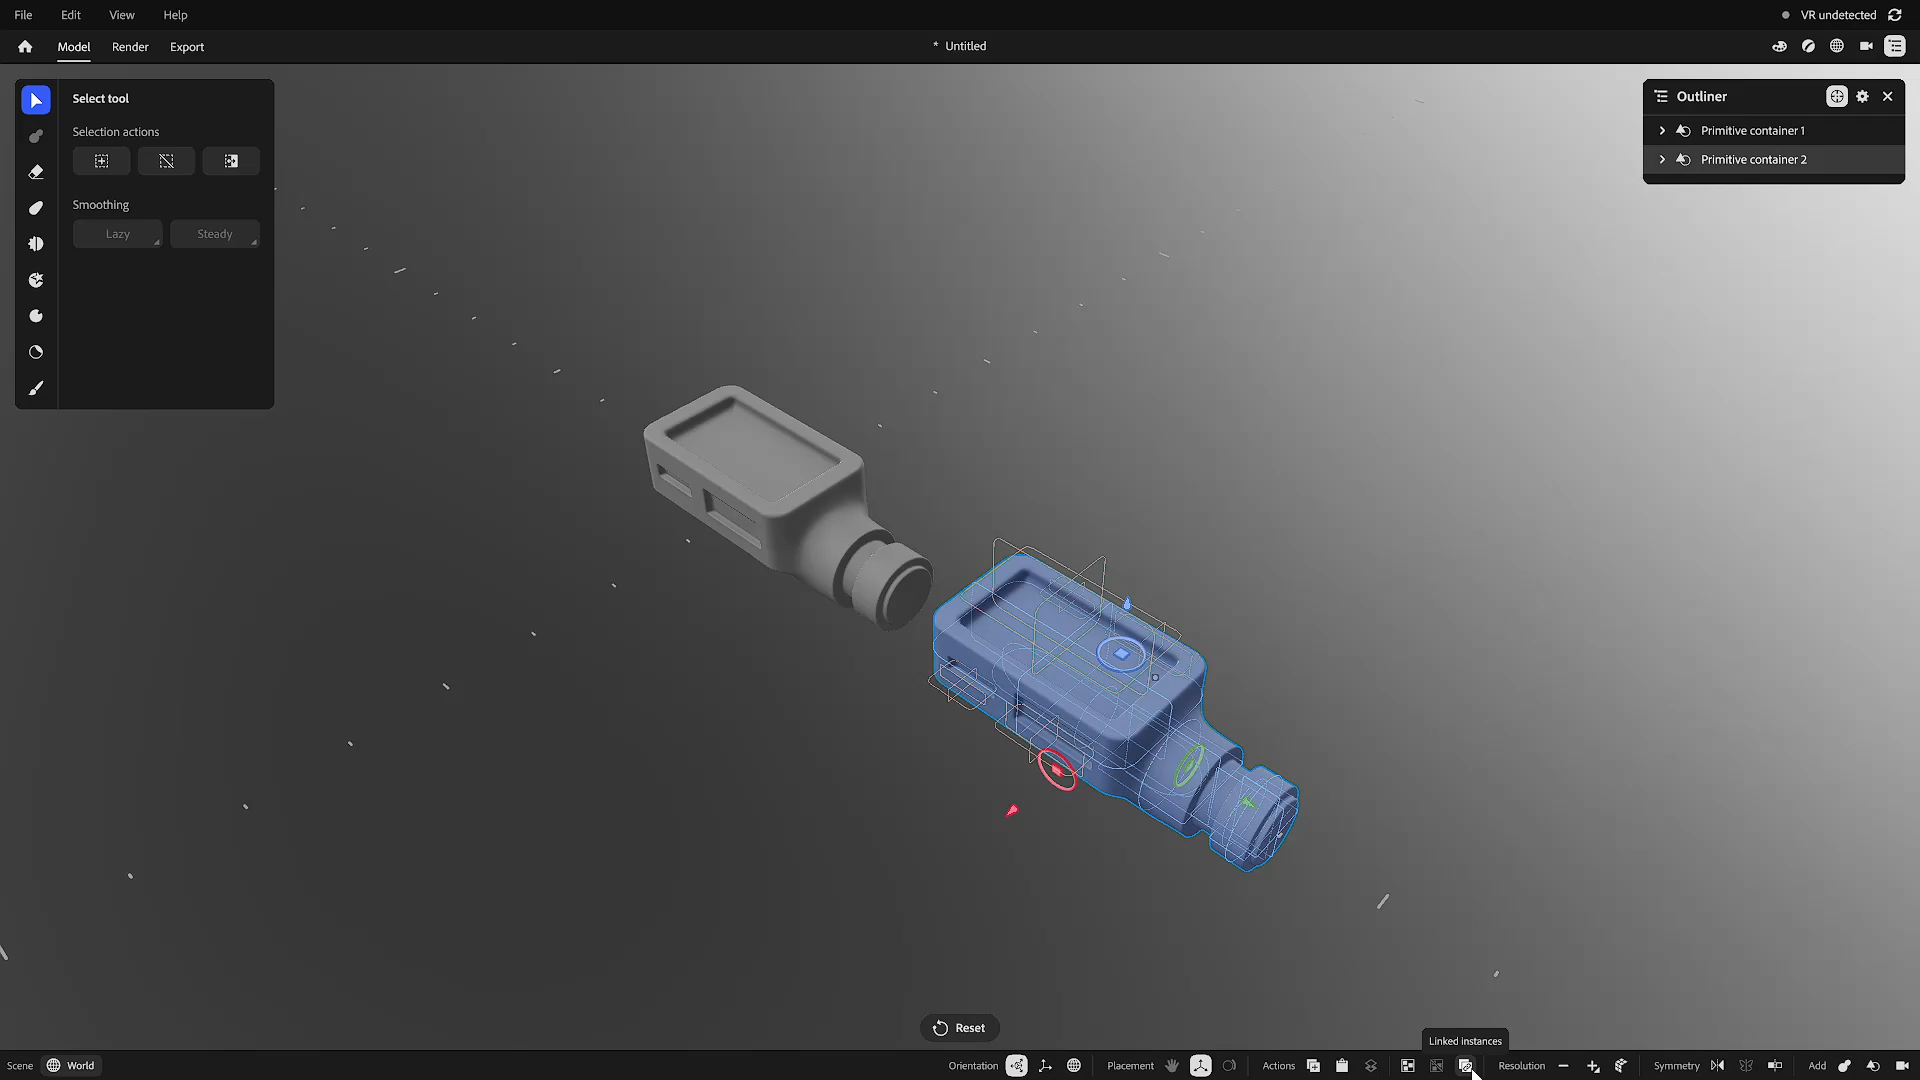 File Edit View Help
VR undetected
Model Render Export
* Untitled
Select tool
Selection actions
Smoothing
Lazy Steady
Outliner
Primitive container 1
Primitive container 2
Reset
Linked instances
Scene World
Orientation Placement Actions Resolution Symmetry Add